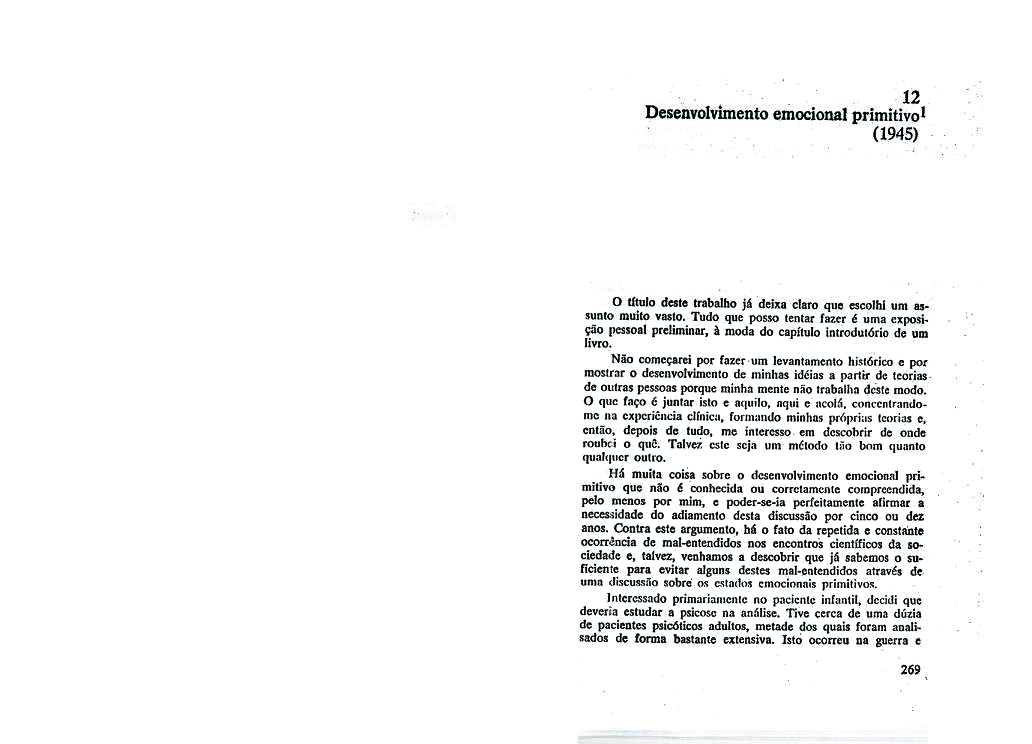 12
Desenvolvimento emocional primitivo¹
(1945)
O título deste trabalho já deixa claro que escolhi um as-
sunto muito vasto. Tudo que posso tentar fazer é uma exposi-
ção pessoal preliminar, à moda do capítulo introdutório de um
livro.
Não começarei por fazer um levantamento histórico e por
mostrar o desenvolvimento de minhas idéias a partir de teorias
de outras pessoas porque minha mente não trabalha deste modo.
O que faço é juntar isto e aquilo, aqui e acolá, concentrando-
me na experiência clínica, formando minhas próprias teorias e,
então, depois de tudo, me interesso em descobrir de onde
roubei o quê. Talvez este seja um método tão bom quanto
qualquer outro.
Há muita coisa sobre o desenvolvimento emocional pri-
mitivo que não é conhecida ou corretamente compreendida,
pelo menos por mim, e poder-se-ia perfeitamente afirmar a
necessidade do adiamento desta discussão por cinco ou dez
anos. Contra este argumento, há o fato da repetida e constante
ocorrência de mal-entendidos nos encontros científicos da so-
ciedade e, talvez, venhamos a descobrir que já sabemos o su-
ficiente para evitar alguns destes mal-entendidos através de
uma discussão sobre os estados emocionais primitivos.
Interessado primariamente no paciente infantil, decidi que
deveria estudar a psicose na análise. Tive cerca de uma dúzia
de pacientes psicóticos adultos, metade dos quais foram anali-
sados de forma bastante extensiva. Isto ocorreu na guerra e
269